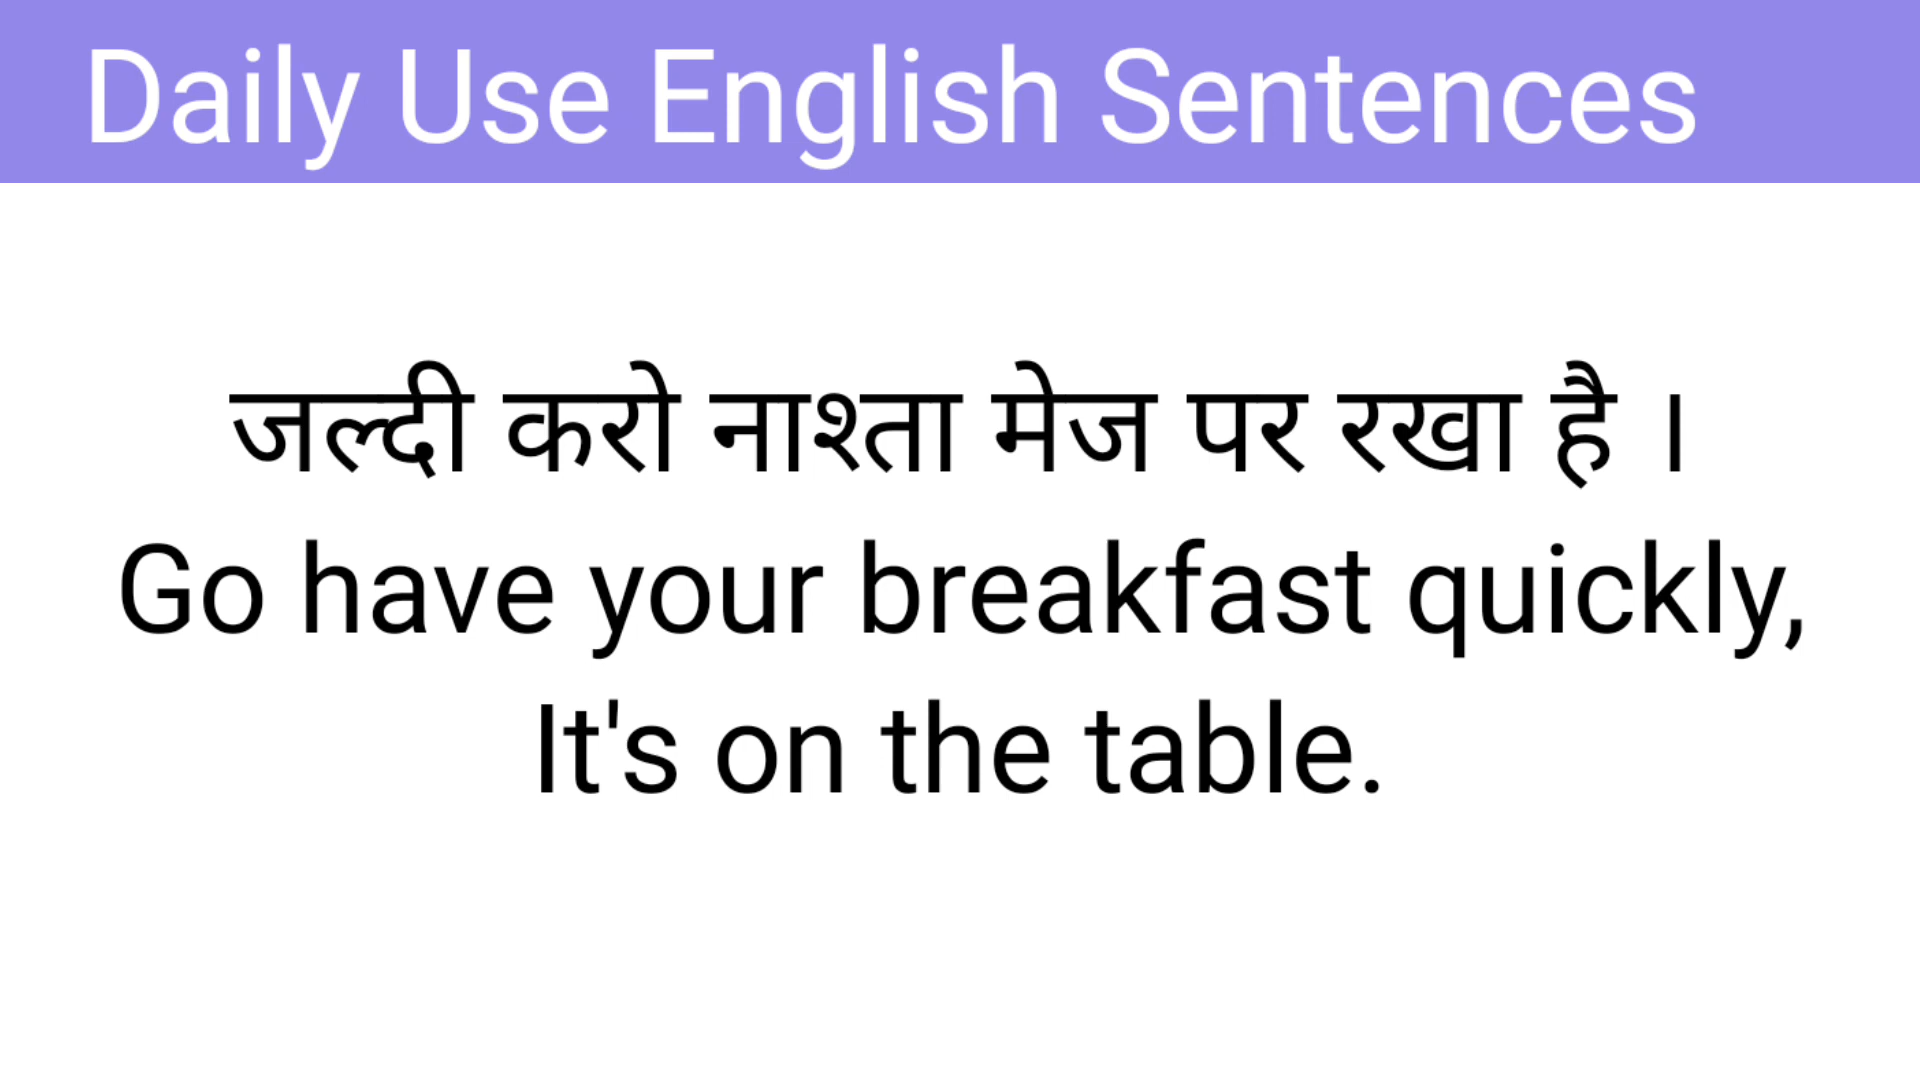 Daily Use English Sentences
जल्दी करो नाश्ता मेज पर रखा है ।
Go have your breakfast quickly,
It's on the table.